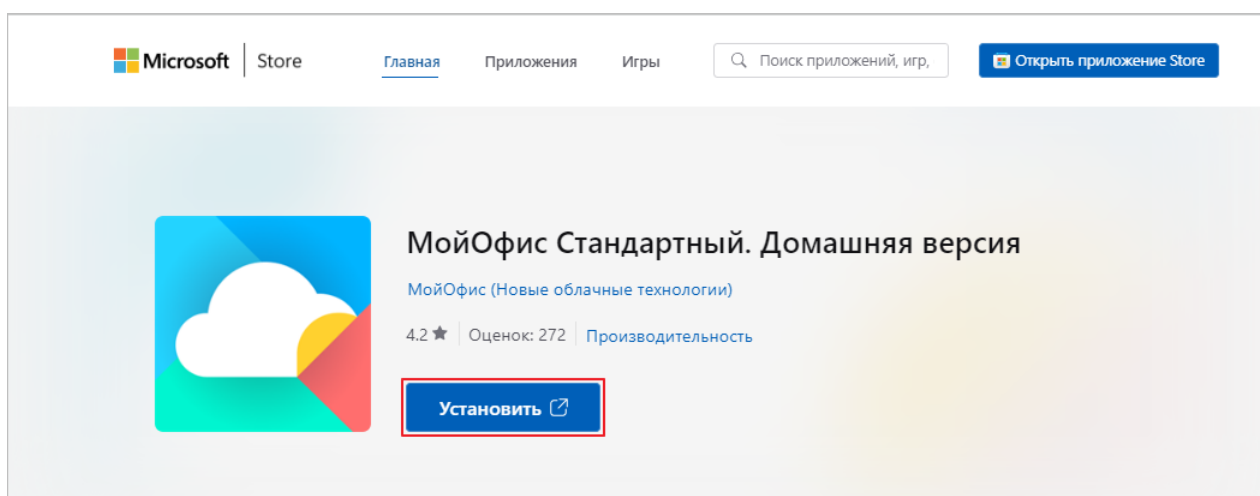 Microsoft Store Главная Приложения Игры Поиск приложений, игр, Открыть приложение Store
МойОфис Стандартный. Домашняя версия
МойОфис (Новые облачные технологии)
4.2 ★ Оценок: 272 Производительность
Установить